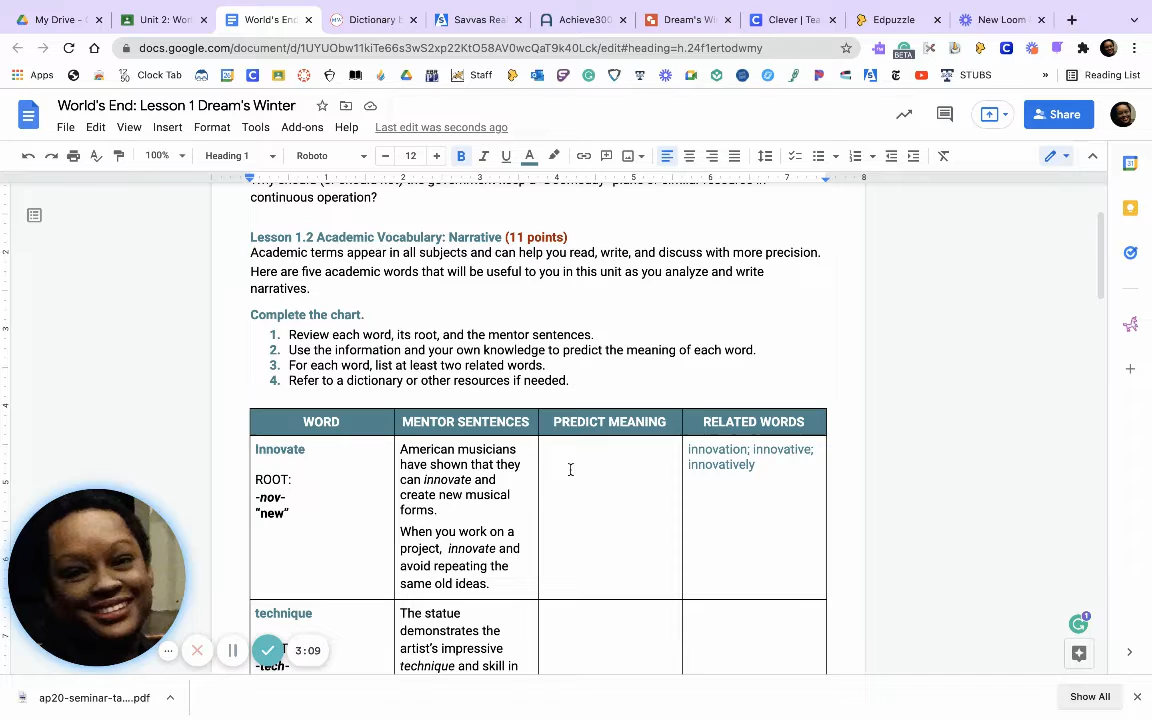 My Drive - G
Unit 2: Wor
World's End:
Dictionary b
Savvas Rea
Achieve300
Dream's Wi
Clever | Tea
Edpuzzle
New Loom
docs.google.com/document/d/1UYUObw11kiTe66s3wS2xp22KtO58AV0wcQaT9k40Lck/edit#heading=h.24f1ertodwmy
BETA
Apps
Clock Tab
Staff
STUBS
»
Reading List
World's End: Lesson 1 Dream's Winter
File Edit View Insert Format Tools Add-ons Help Last edit was seconds ago
Share
100% Heading 1 Roboto − 12 + B I U A
1 2 3 4 5 6 7 8
continuous operation?
Lesson 1.2 Academic Vocabulary: Narrative (11 points)
Academic terms appear in all subjects and can help you read, write, and discuss with more precision.
Here are five academic words that will be useful to you in this unit as you analyze and write
narratives.
Complete the chart.
1. Review each word, its root, and the mentor sentences.
2. Use the information and your own knowledge to predict the meaning of each word.
3. For each word, list at least two related words.
4. Refer to a dictionary or other resources if needed.
WORD MENTOR SENTENCES PREDICT MEANING RELATED WORDS
Innovate
ROOT:
-nov-
"new"
American musicians
have shown that they
can innovate and
create new musical
forms.
When you work on a
project, innovate and
avoid repeating the
same old ideas.
innovation; innovative;
innovatively
technique
-tech-
The statue
demonstrates the
artist's impressive
technique and skill in
3:09
1
ap20-seminar-ta....pdf
Show All